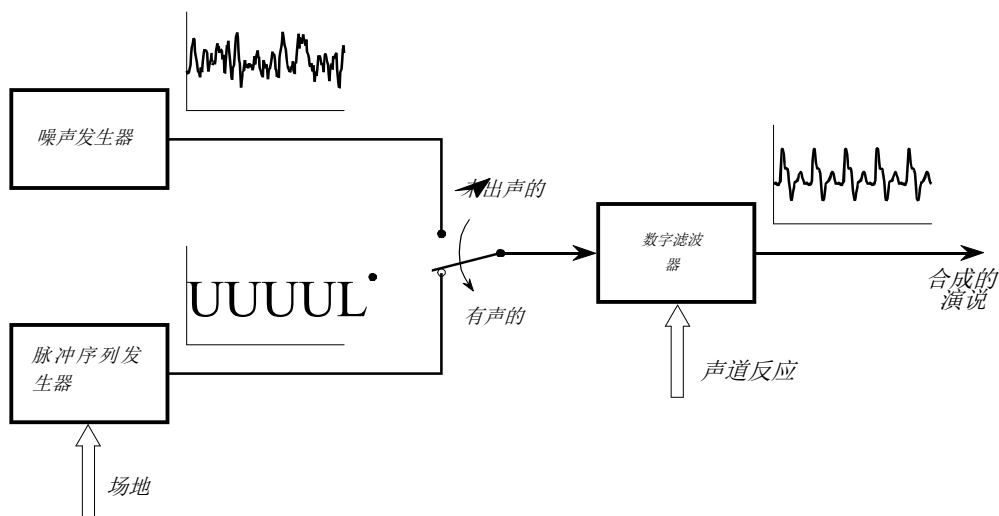 噪声发生器
未出声的
数字滤波
器
合成的
演说
UUUUL
有声的
脉冲序列发
生器
声道反应
场地